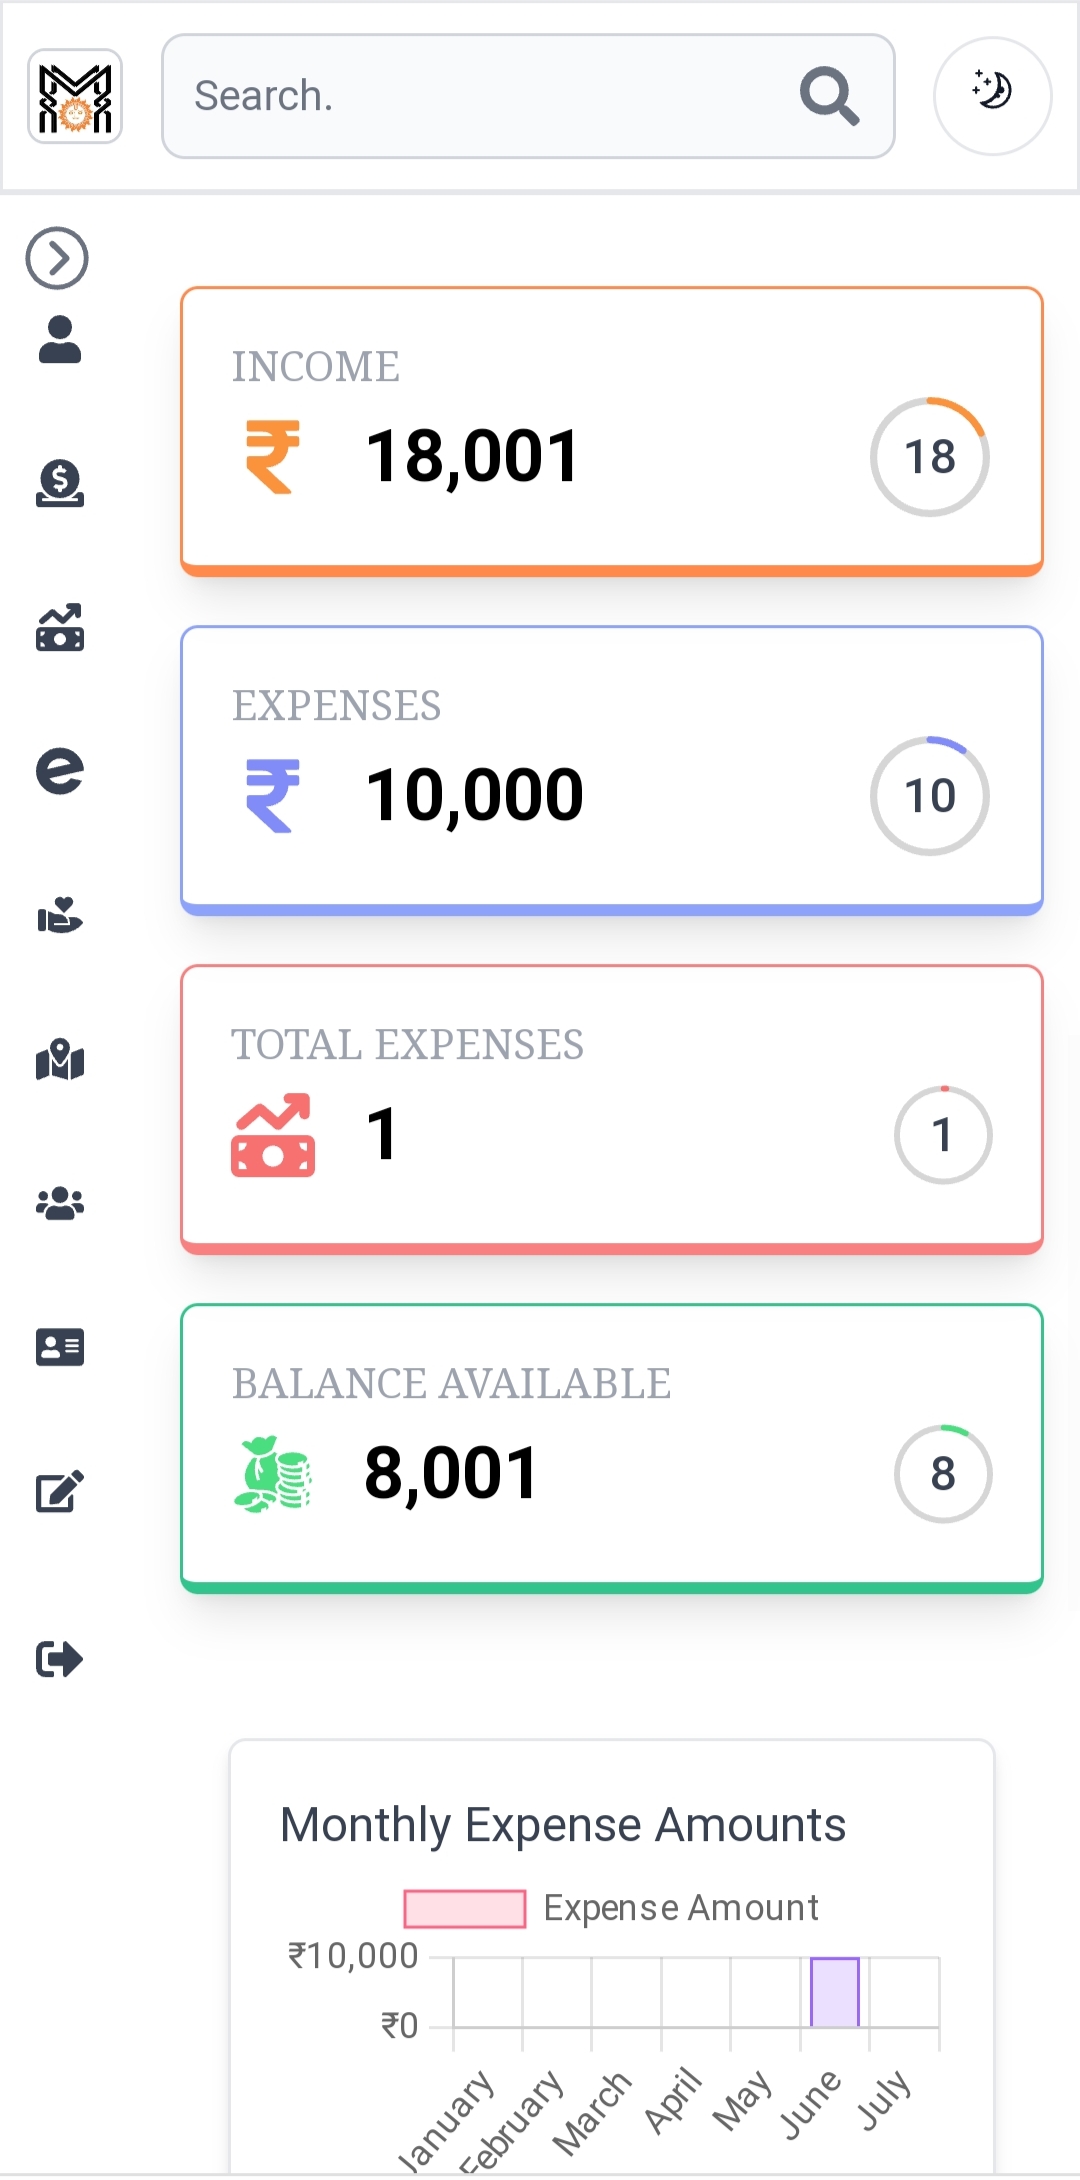 Search.
INCOME
₹ 18,001
18
EXPENSES
₹ 10,000
10
TOTAL EXPENSES
1
1
BALANCE AVAILABLE
8,001
8
Monthly Expense Amounts
Expense Amount
₹10,000
₹0
January
February
March
April
May
June
July